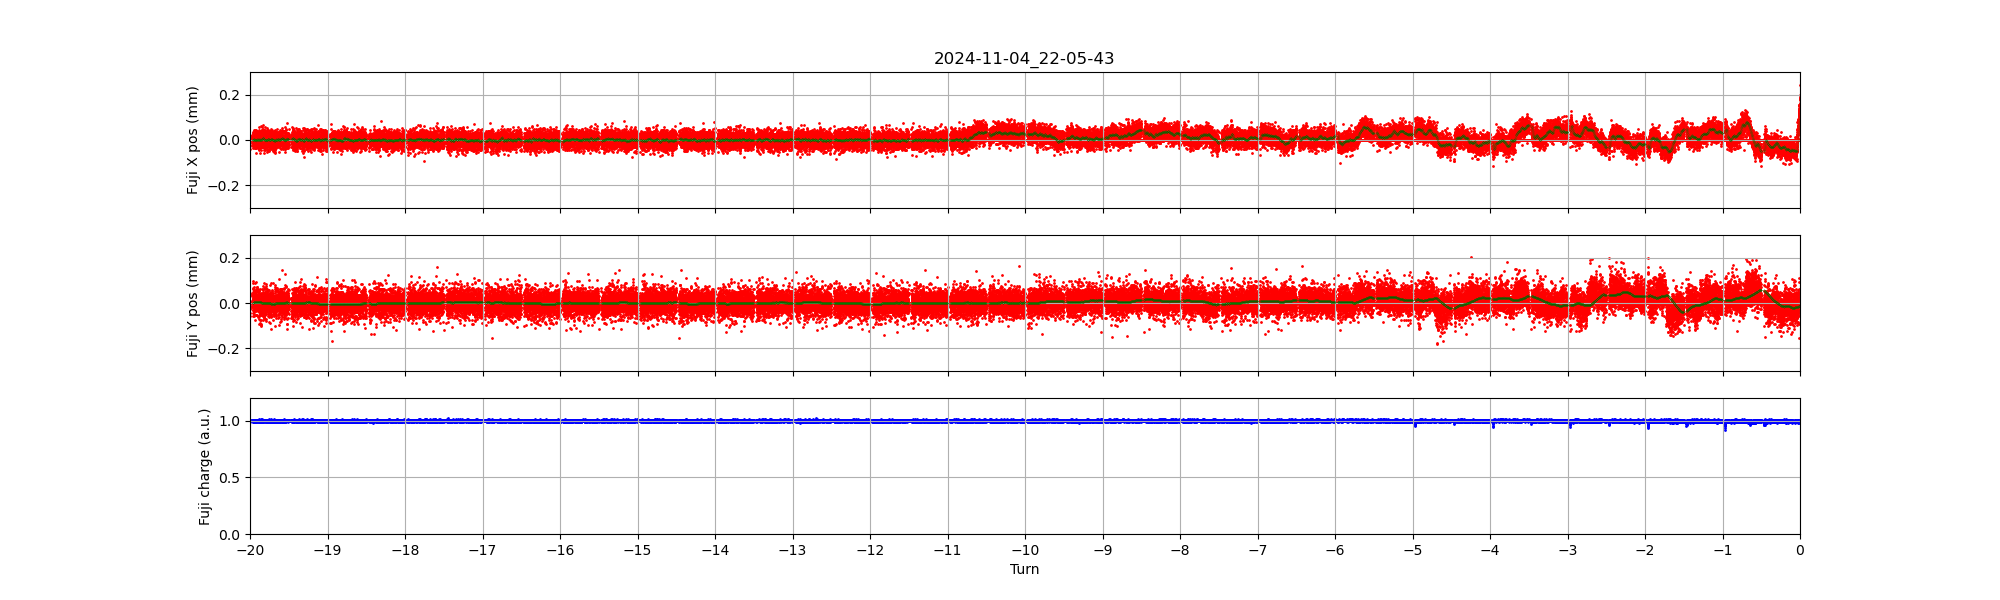 2024-11-04_22-05-43
Fuji X pos (mm)
0.2
0.0
−0.2
Fuji Y pos (mm)
0.2
0.0
−0.2
Fuji charge (a.u.)
1.0
0.5
0.0
−20 −19 −18 −17 −16 −15 −14 −13 −12 −11 −10 −9 −8 −7 −6 −5 −4 −3 −2 −1 0
Turn